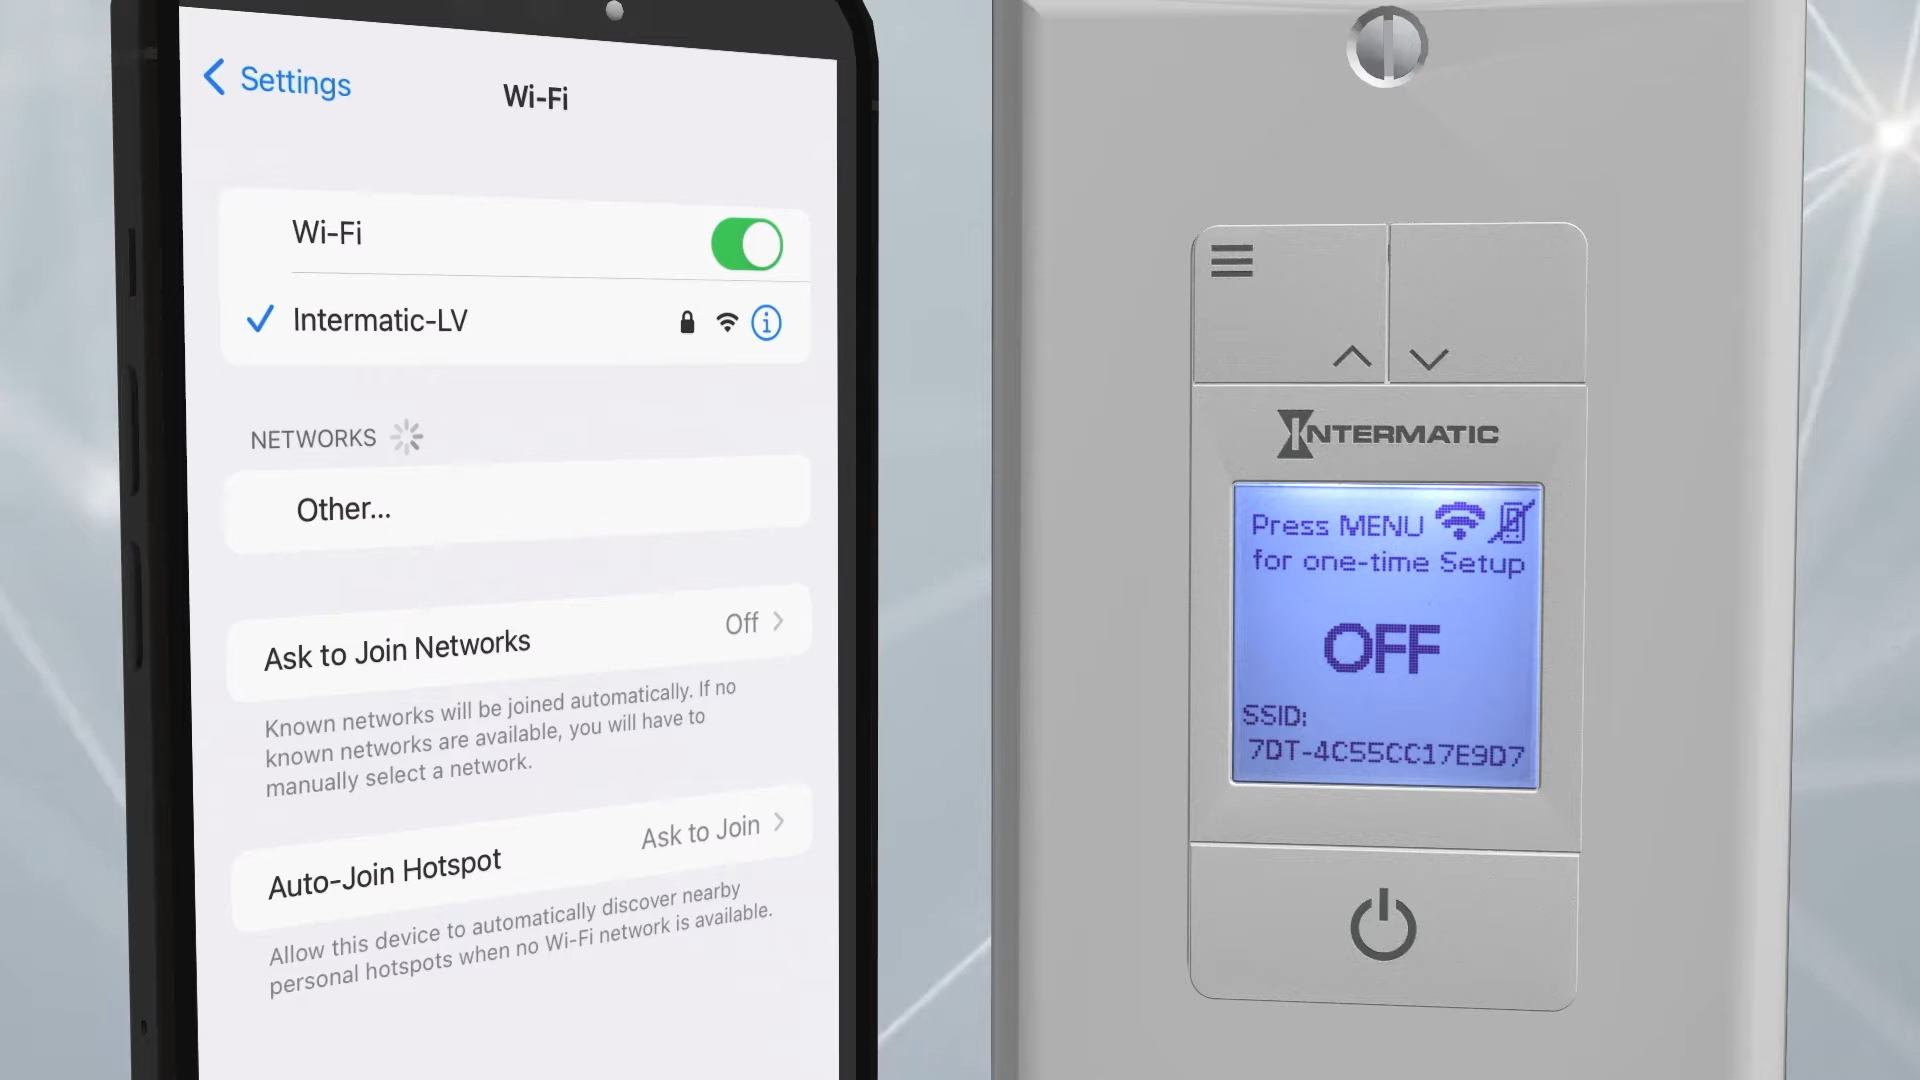 Settings
Wi-Fi
Wi-Fi
Intermatic-LV
NETWORKS
Other...
Ask to Join Networks
Off
Known networks will be joined automatically. If no
known networks are available, you will have to
manually select a network.
Auto-Join Hotspot
Ask to Join
Allow this device to automatically discover nearby
personal hotspots when no Wi-Fi network is available.
INTERMATIC
Press MENU
for one-time Setup
OFF
SSID:
7DT-4C55CC17E9D7